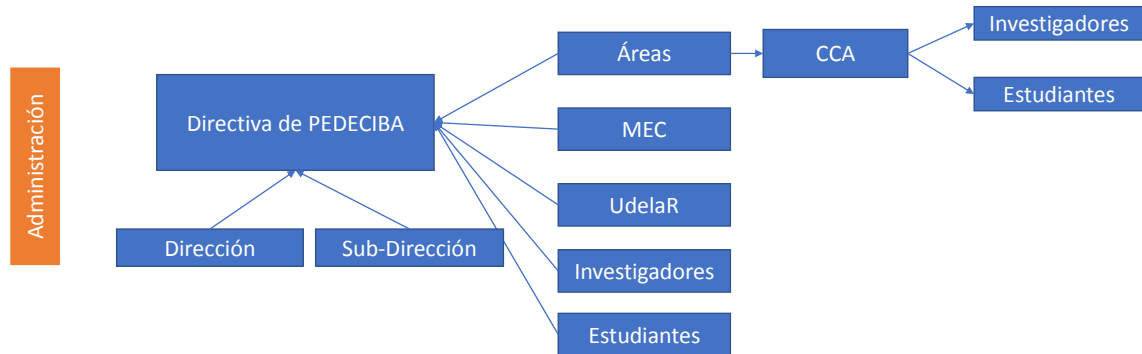 Administración
Directiva de PEDECIBA
Dirección
Sub-Dirección
Áreas
MEC
UdelaR
Investigadores
Estudiantes
CCA
Investigadores
Estudiantes